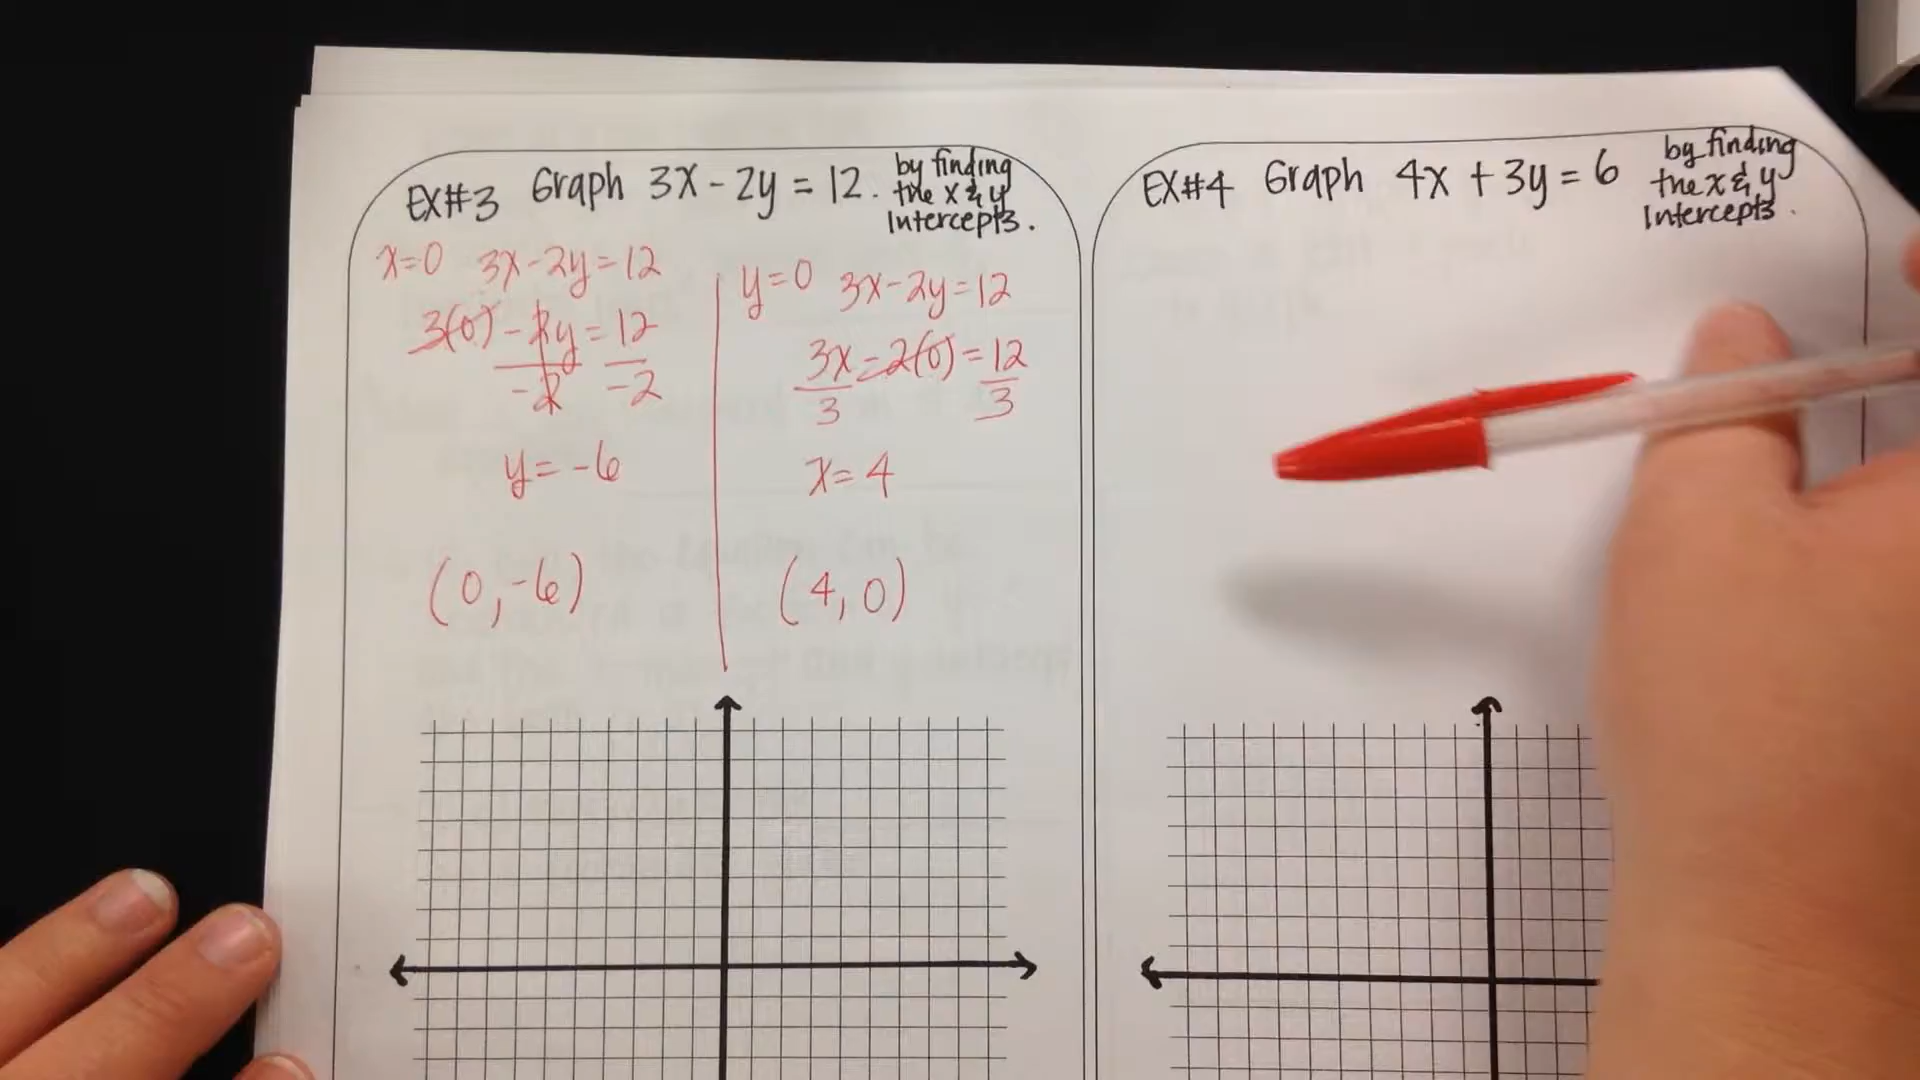 EX#3 Graph 3x - 2y = 12. by finding
the x & y
Intercepts.
x=0 3x-2y=12
3(0) - 2y = 12
-2 -2
y = -6
(0, -6)
y=0 3x-2y=12
3x-2(0)=12
3 3
x = 4
(4, 0)
EX#4 Graph 4x + 3y = 6 by finding
the x & y
Intercepts.